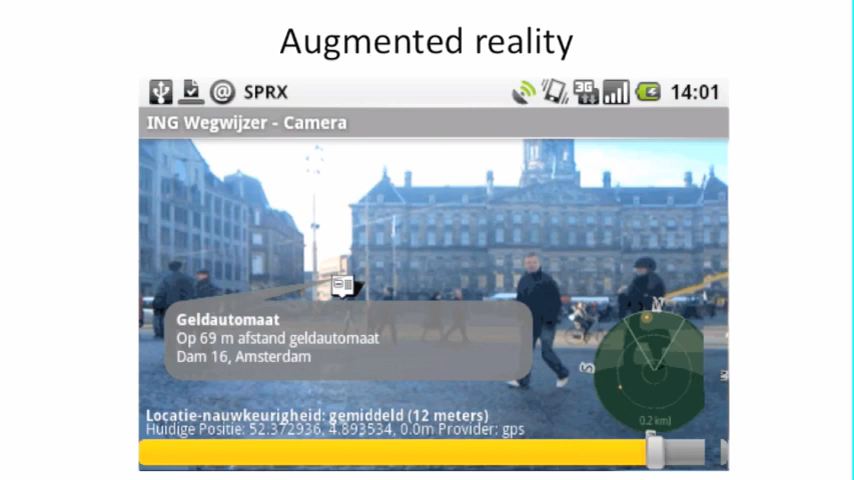 Augmented reality
@ SPRX 3G 14:01
ING Wegwijzer - Camera
Geldautomaat
Op 69 m afstand geldautomaat
Dam 16, Amsterdam
N
S
0.2 km
Locatie-nauwkeurigheid: gemiddeld (12 meters)
Huidige Positie: 52.372936, 4.893534, 0.0m Provider: gps